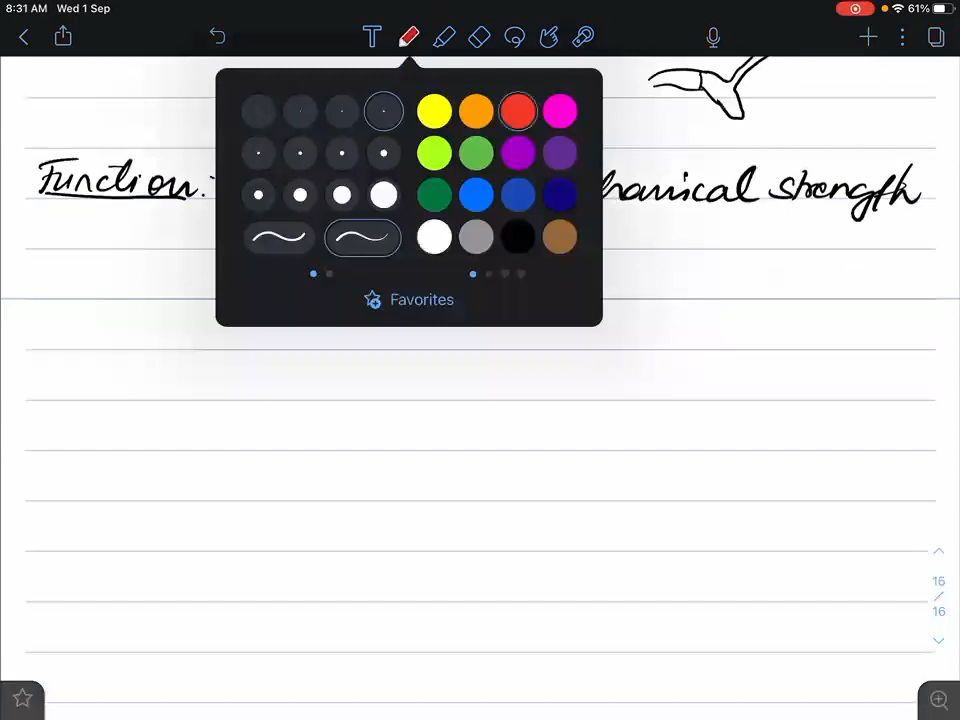 8:31 AM Wed 1 Sep 61%
T
Function: hanical strength
Favorites
16
16